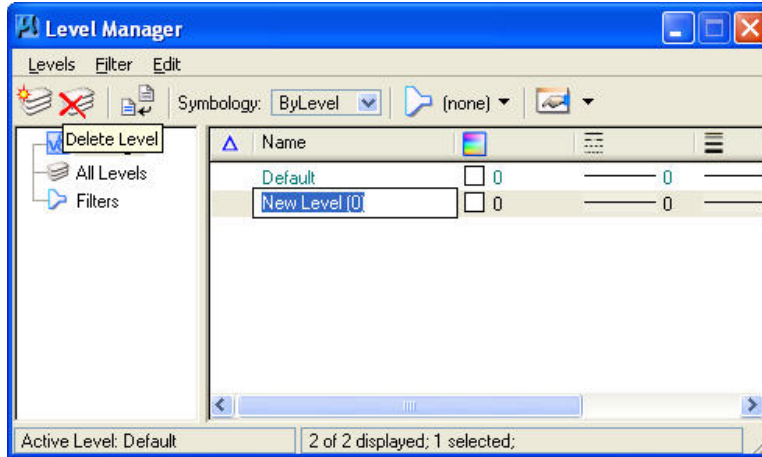 Level Manager
Levels Filter Edit
Symbology: ByLevel (none)
Delete Level
Name
All Levels
Default 0 0
Filters
New Level (0) 0 0
Active Level: Default 2 of 2 displayed; 1 selected;